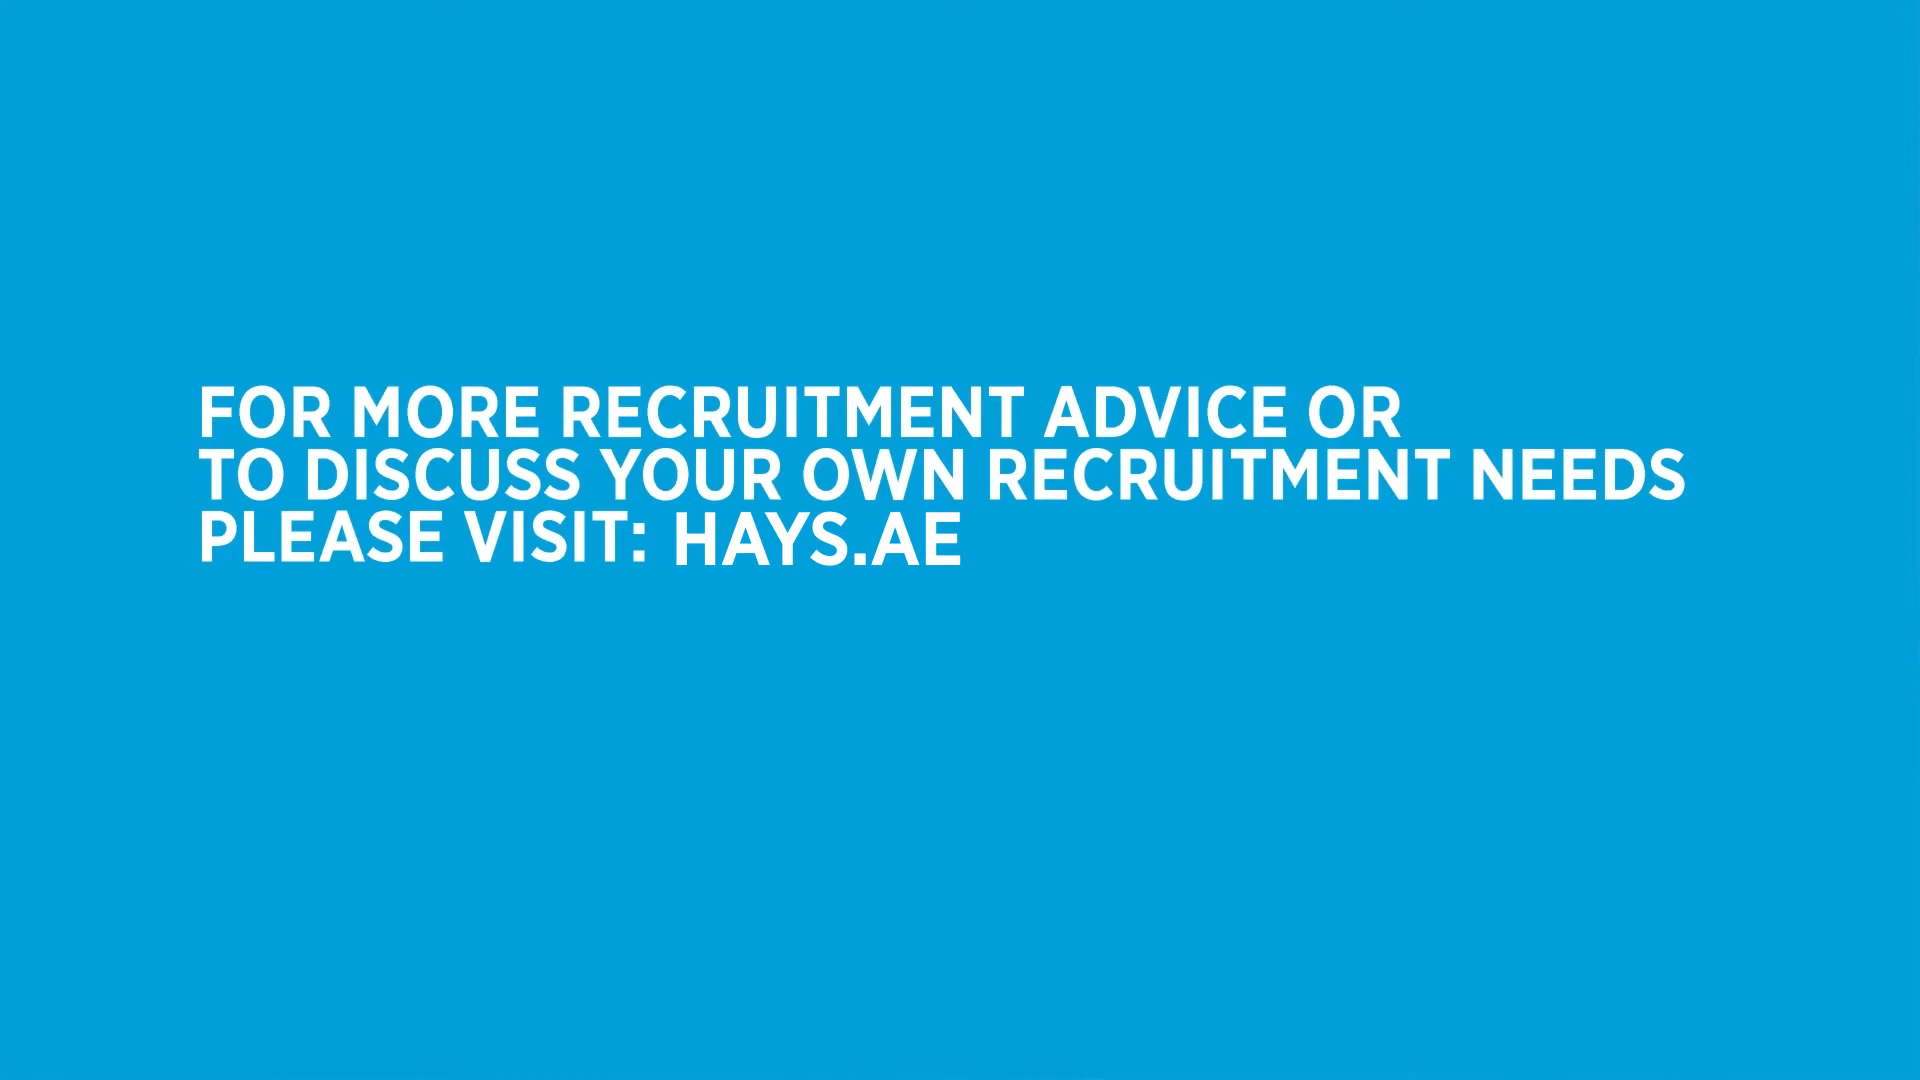 FOR MORE RECRUITMENT ADVICE OR
TO DISCUSS YOUR OWN RECRUITMENT NEEDS
PLEASE VISIT: HAYS.AE